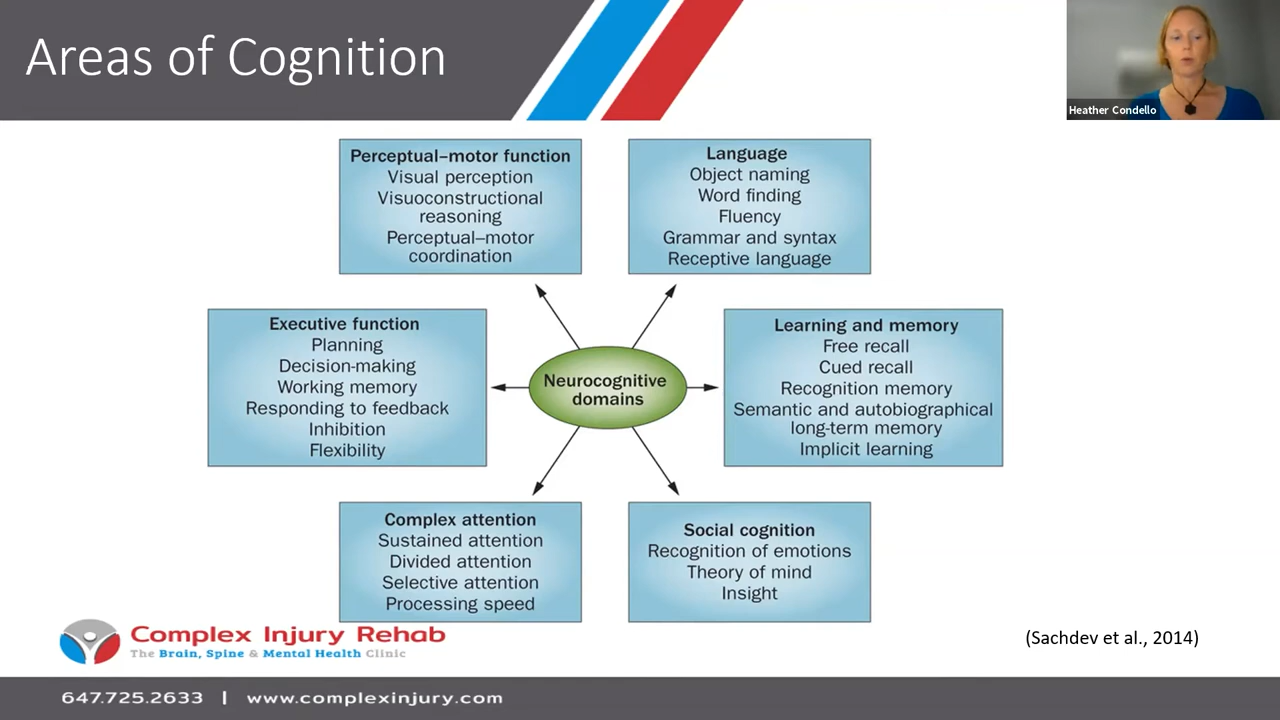 Areas of Cognition
Heather Condello
Perceptual–motor function
Visual perception
Visuoconstructional
reasoning
Perceptual–motor
coordination
Language
Object naming
Word finding
Fluency
Grammar and syntax
Receptive language
Executive function
Planning
Decision-making
Working memory
Responding to feedback
Inhibition
Flexibility
Neurocognitive
domains
Learning and memory
Free recall
Cued recall
Recognition memory
Semantic and autobiographical
long-term memory
Implicit learning
Complex attention
Sustained attention
Divided attention
Selective attention
Processing speed
Social cognition
Recognition of emotions
Theory of mind
Insight
Complex Injury Rehab
The Brain, Spine & Mental Health Clinic
(Sachdev et al., 2014)
647.725.2633 | www.complexinjury.com